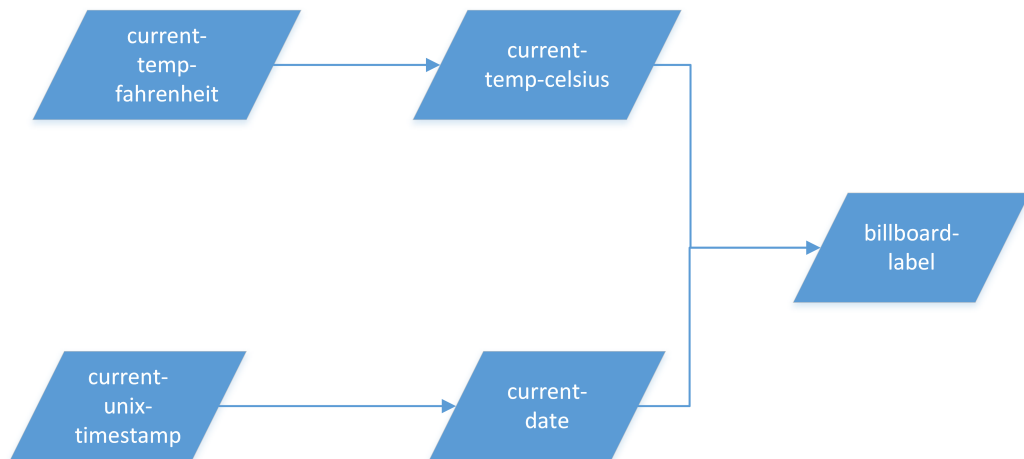 current-
temp-
fahrenheit
current-
temp-celsius
billboard-
label
current-
unix-
timestamp
current-
date